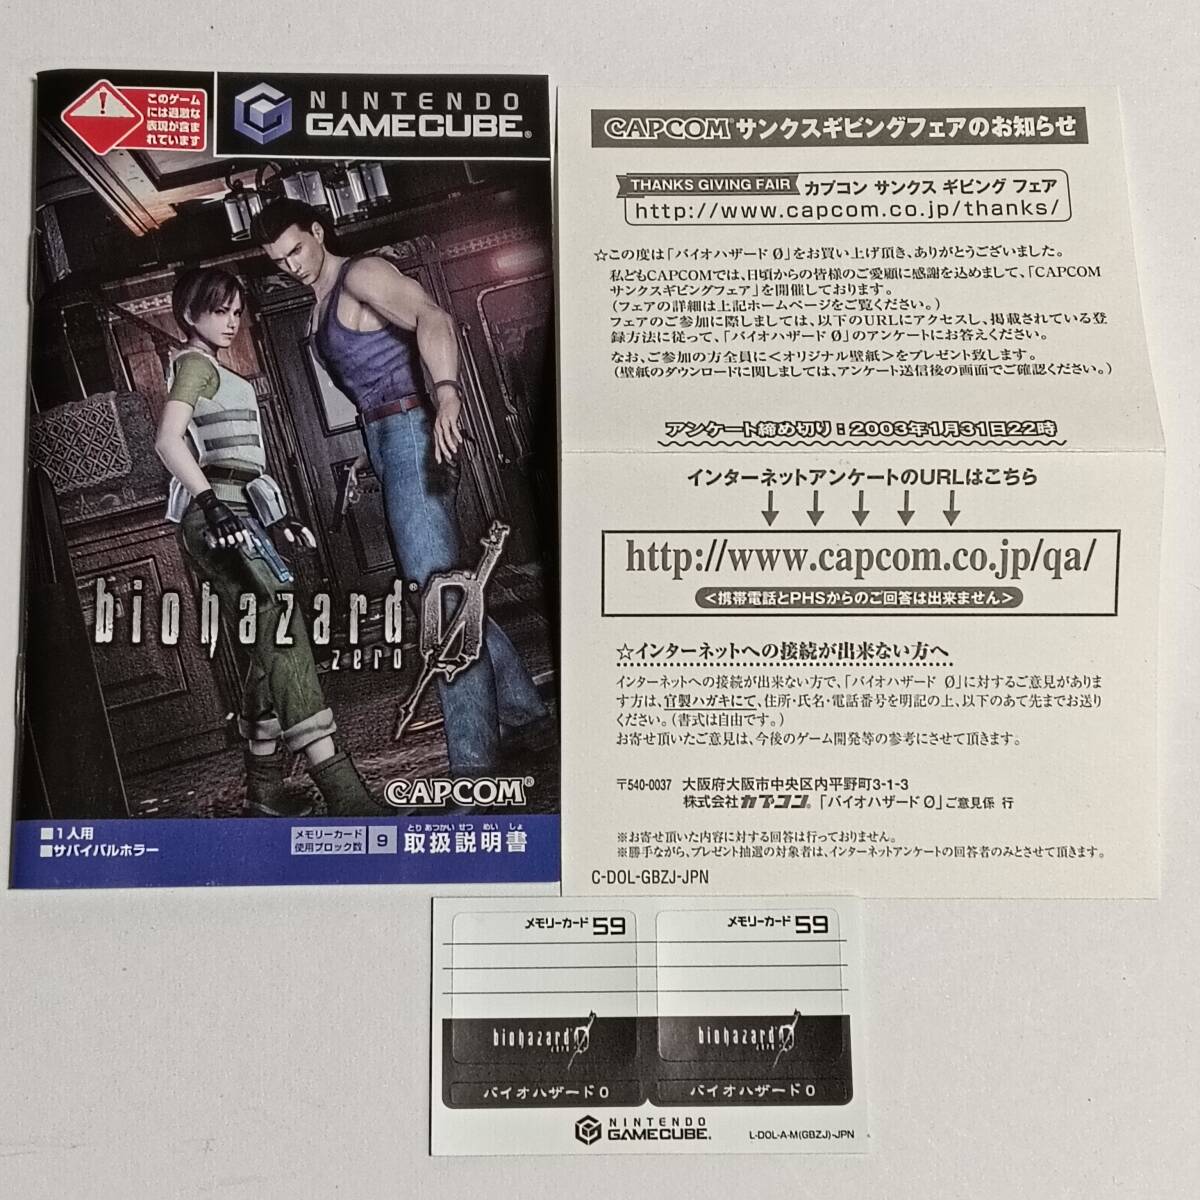 このゲーム
には過激な
表現が含ま
れています
NINTENDO
GAMECUBE®
biohazard® 0
zero
CAPCOM®
■1人用
■サバイバルホラー
メモリーカード
使用ブロック数
9
とり あつかい せつ めい しょ
取扱説明書
CAPCOM®サンクスギビングフェアのお知らせ
THANKS GIVING FAIR カプコン サンクス ギビング フェア
http://www.capcom.co.jp/thanks/
☆この度は「バイオハザード0」をお買い上げ頂き、ありがとうございました。
私どもCAPCOMでは、日頃からの皆様のご愛顧に感謝を込めまして、「CAPCOM
サンクスギビングフェア」を開催しております。
(フェアの詳細は上記ホームページをご覧ください。)
フェアのご参加に際しましては、以下のURLにアクセスし、掲載されている登
録方法に従って、「バイオハザード0」のアンケートにお答えください。
なお、ご参加の方全員に<オリジナル壁紙>をプレゼント致します。
(壁紙のダウンロードに関しましては、アンケート送信後の画面でご確認ください。)
アンケート締め切り:2003年1月31日22時
インターネットアンケートのURLはこちら
↓ ↓ ↓ ↓ ↓
http://www.capcom.co.jp/qa/
<携帯電話とPHSからのご回答は出来ません>
☆インターネットへの接続が出来ない方へ
インターネットへの接続が出来ない方で、「バイオハザード 0」に対するご意見がありま
す方は、官製ハガキにて、住所・氏名・電話番号を明記の上、以下のあて先までお送り
ください。(書式は自由です。)
お寄せ頂いたご意見は、今後のゲーム開発等の参考にさせて頂きます。
〒540-0037 大阪府大阪市中央区内平野町3-1-3
株式会社カプコン。「バイオハザード0」ご意見係 行
※お寄せ頂いた内容に対する回答は行っておりません。
※勝手ながら、プレゼント抽選の対象者は、インターネットアンケートの回答者のみとさせて頂きます。
C-DOL-GBZJ-JPN
メモリーカード59
biohazard® 0
zero
バイオハザード0
メモリーカード59
biohazard® 0
zero
バイオハザード0
NINTENDO
GAMECUBE®
L-DOL-A-M(GBZJ)-JPN